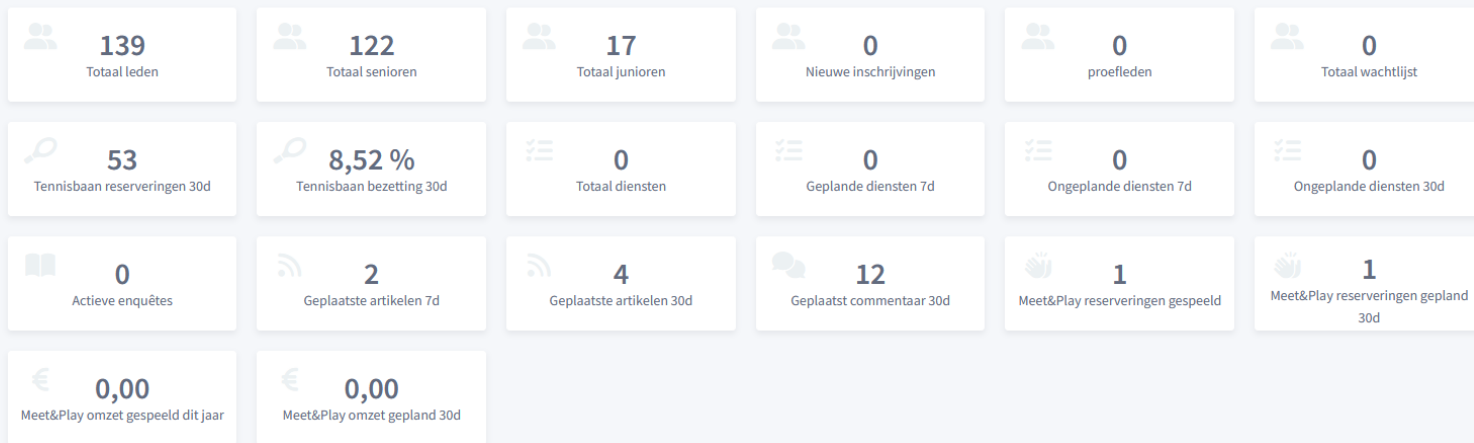 139
Totaal leden
122
Totaal senioren
17
Totaal junioren
0
Nieuwe inschrijvingen
0
proefleden
0
Totaal wachtlijst
53
Tennisbaan reserveringen 30d
8,52 %
Tennisbaan bezetting 30d
0
Totaal diensten
0
Geplande diensten 7d
0
Ongeplande diensten 7d
0
Ongeplande diensten 30d
0
Actieve enquêtes
2
Geplaatste artikelen 7d
4
Geplaatste artikelen 30d
12
Geplaatst commentaar 30d
1
Meet&Play reserveringen gespeeld
1
Meet&Play reserveringen gepland
30d
0,00
Meet&Play omzet gespeeld dit jaar
0,00
Meet&Play omzet gepland 30d